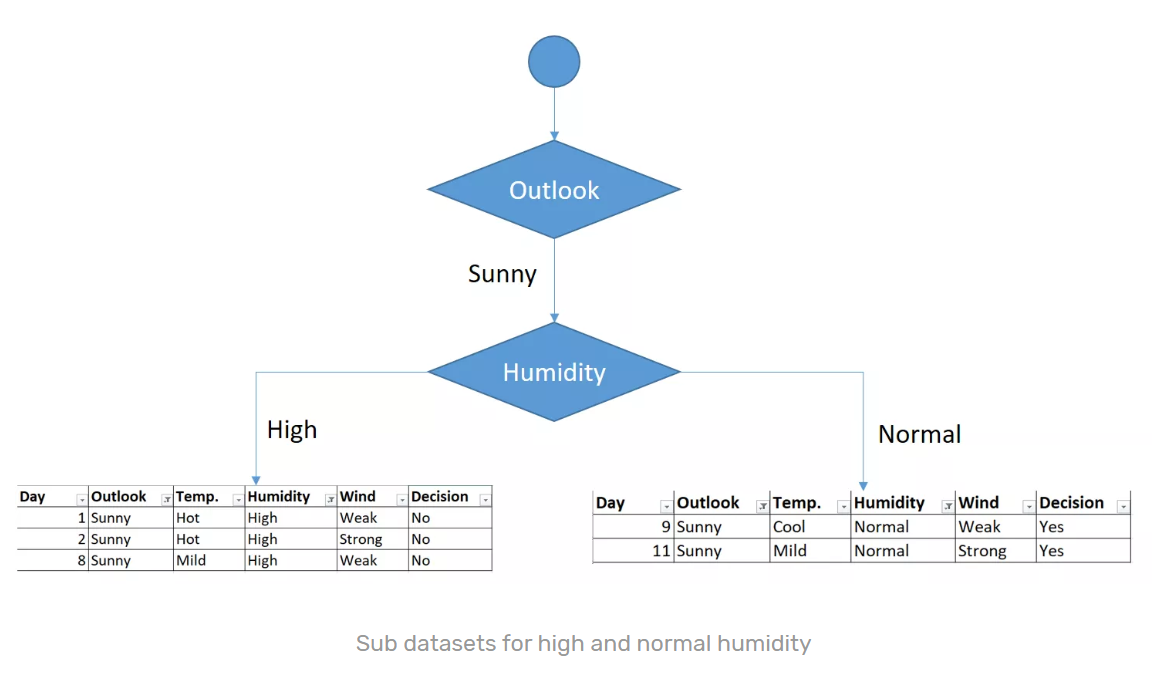 Outlook
Sunny
Humidity
High
Normal
Day Outlook Temp. Humidity Wind Decision
1 Sunny Hot High Weak No
2 Sunny Hot High Strong No
8 Sunny Mild High Weak No
Day Outlook Temp. Humidity Wind Decision
9 Sunny Cool Normal Weak Yes
11 Sunny Mild Normal Strong Yes
Sub datasets for high and normal humidity